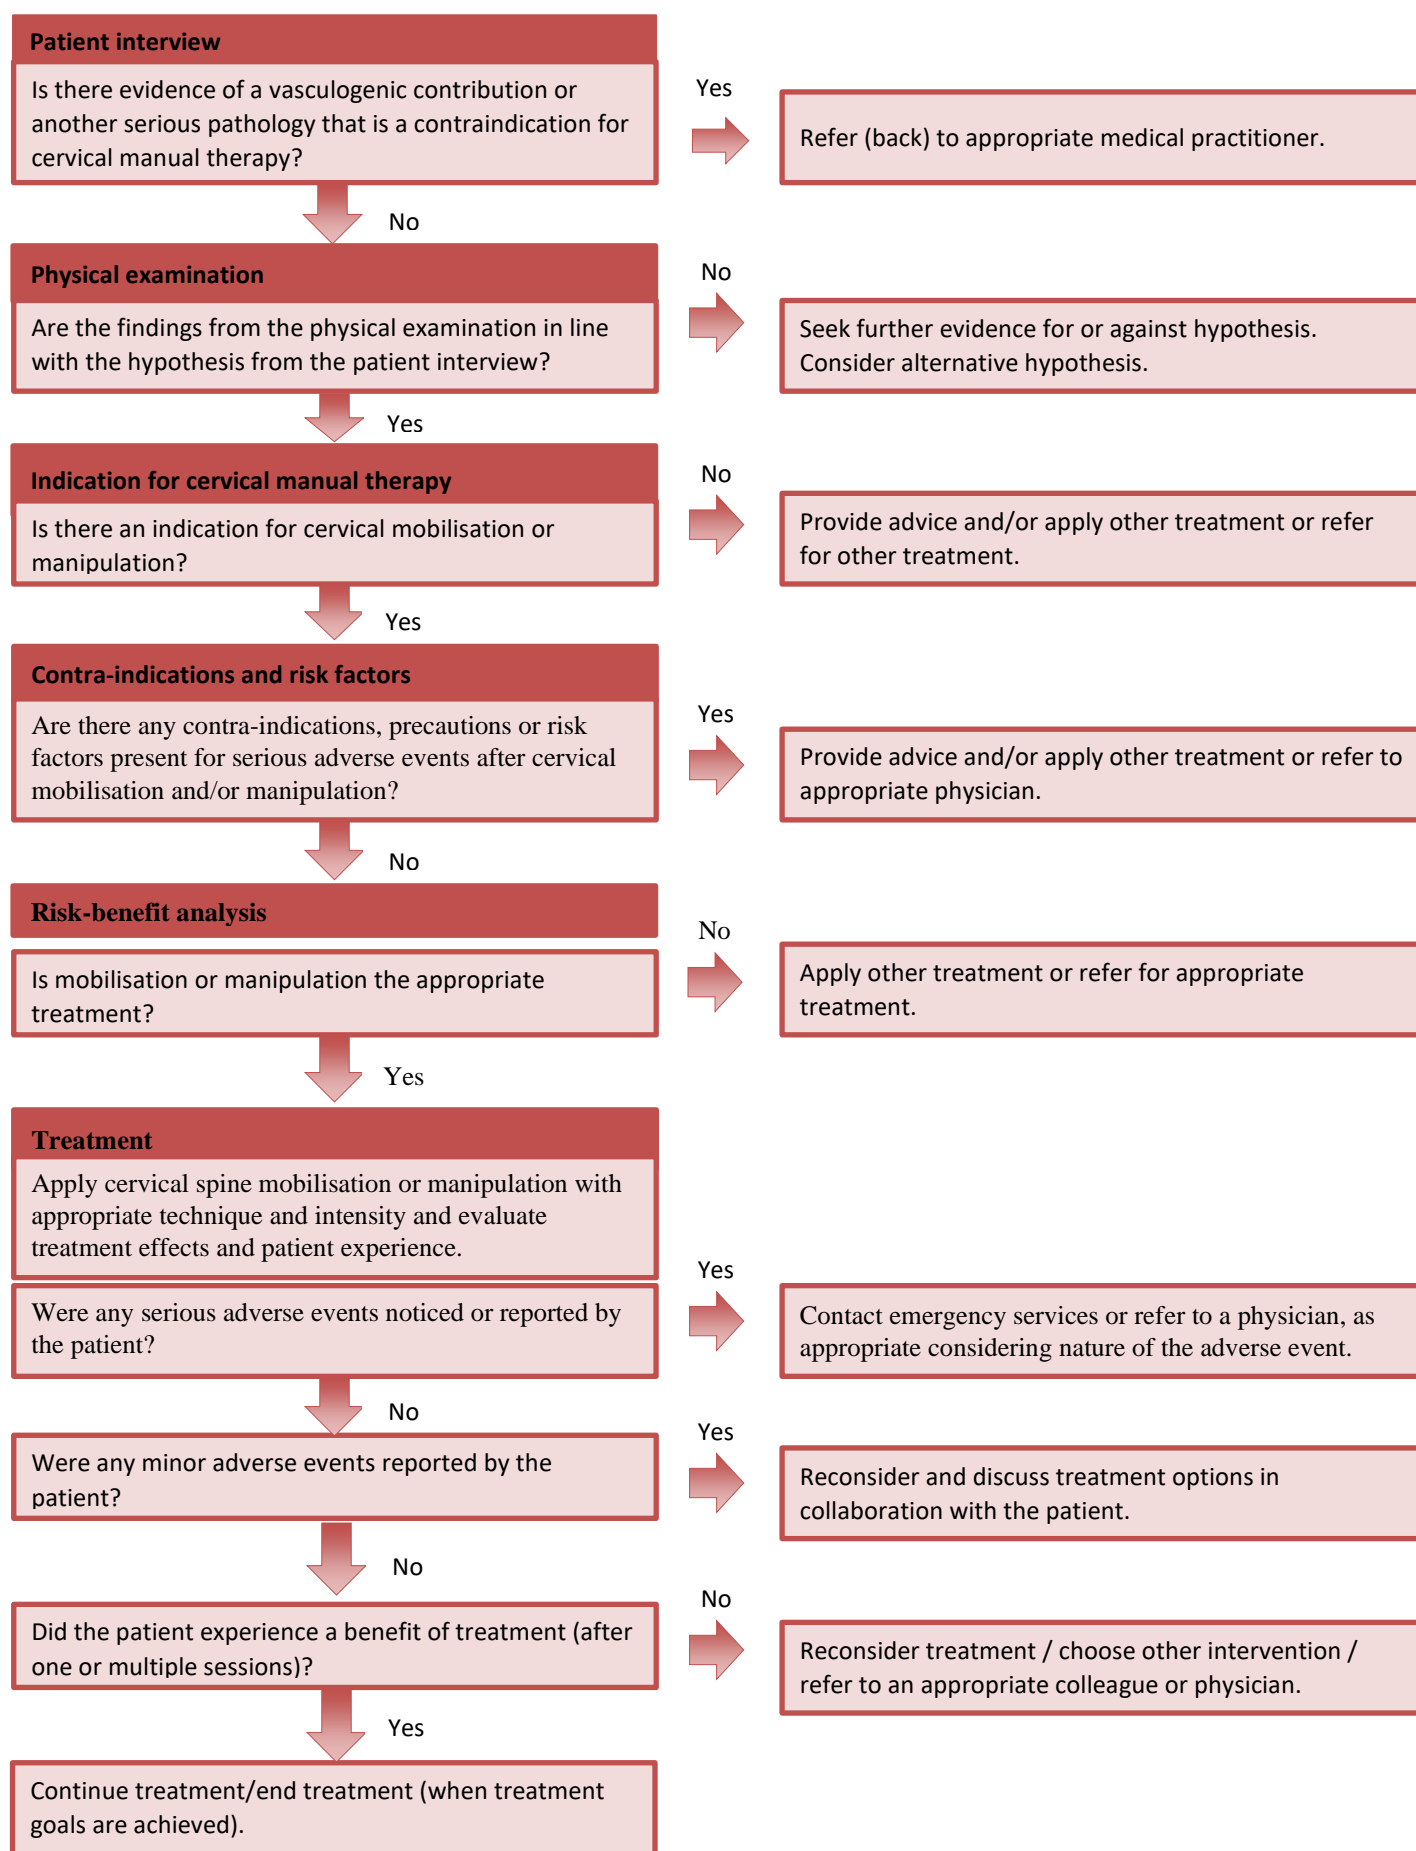 Patient interview
Is there evidence of a vasculogenic contribution or
another serious pathology that is a contraindication for
cervical manual therapy?
Yes
Refer (back) to appropriate medical practitioner.
No
Physical examination
Are the findings from the physical examination in line
with the hypothesis from the patient interview?
No
Seek further evidence for or against hypothesis.
Consider alternative hypothesis.
Yes
Indication for cervical manual therapy
Is there an indication for cervical mobilisation or
manipulation?
No
Provide advice and/or apply other treatment or refer
for other treatment.
Yes
Contra-indications and risk factors
Are there any contra-indications, precautions or risk
factors present for serious adverse events after cervical
mobilisation and/or manipulation?
Yes
Provide advice and/or apply other treatment or refer to
appropriate physician.
No
Risk-benefit analysis
Is mobilisation or manipulation the appropriate
treatment?
No
Apply other treatment or refer for appropriate
treatment.
Yes
Treatment
Apply cervical spine mobilisation or manipulation with
appropriate technique and intensity and evaluate
treatment effects and patient experience.
Were any serious adverse events noticed or reported by
the patient?
Yes
Contact emergency services or refer to a physician, as
appropriate considering nature of the adverse event.
No
Were any minor adverse events reported by the
patient?
Yes
Reconsider and discuss treatment options in
collaboration with the patient.
No
Did the patient experience a benefit of treatment (after
one or multiple sessions)?
No
Reconsider treatment / choose other intervention /
refer to an appropriate colleague or physician.
Yes
Continue treatment/end treatment (when treatment
goals are achieved).